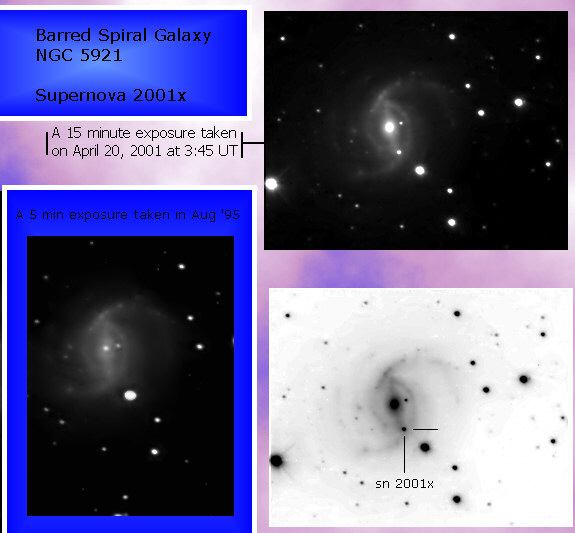 Barred Spiral Galaxy
NGC 5921
Supernova 2001x
A 15 minute exposure taken
on April 20, 2001 at 3:45 UT
A 5 min exposure taken in Aug '95
sn 2001x